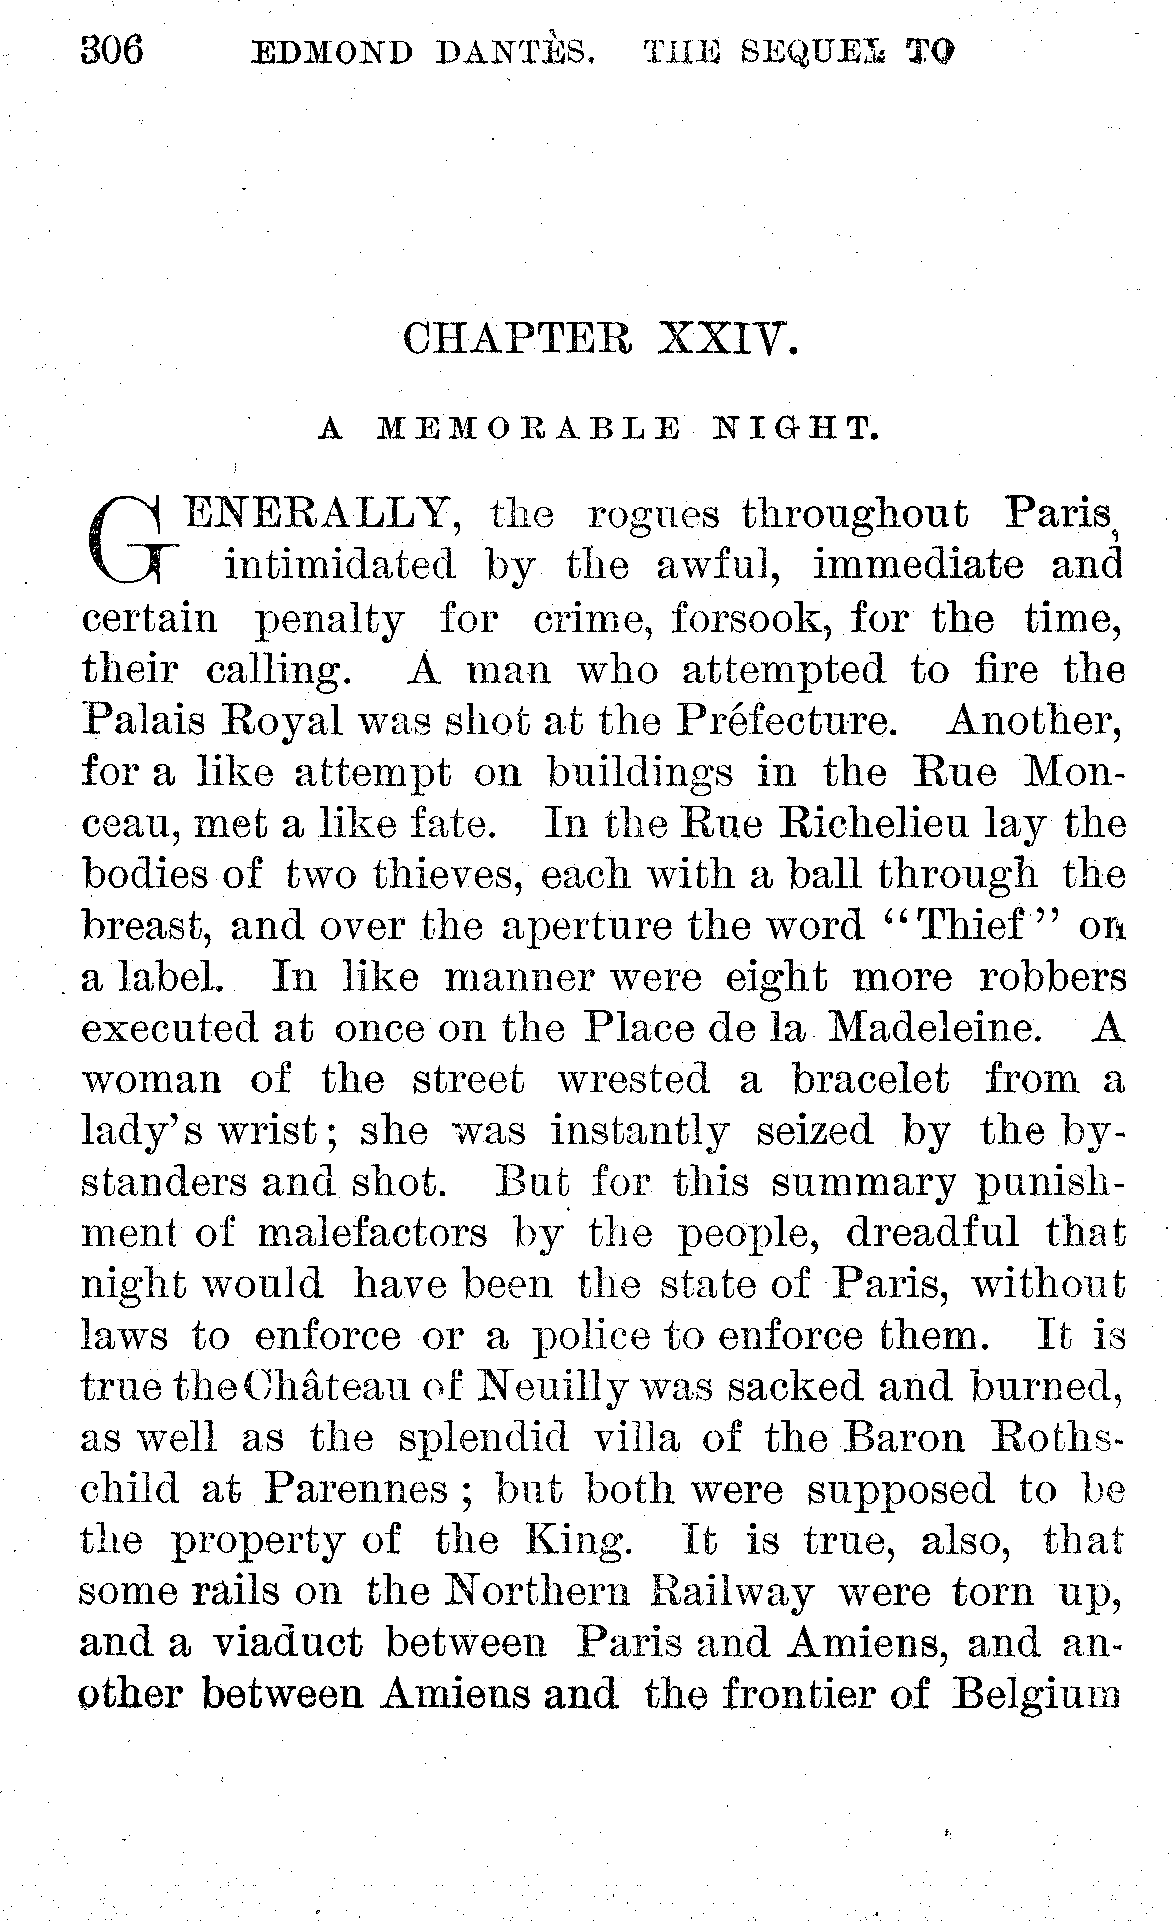 306 EDMOND DANTÈS. THE SEQUEL TO
CHAPTER XXIV.
A MEMORABLE NIGHT.
GENERALLY, the rogues throughout Paris,
intimidated by the awful, immediate and
certain penalty for crime, forsook, for the time,
their calling. A man who attempted to fire the
Palais Royal was shot at the Préfecture. Another,
for a like attempt on buildings in the Rue Mon-
ceau, met a like fate. In the Rue Richelieu lay the
bodies of two thieves, each with a ball through the
breast, and over the aperture the word "Thief" on
a label. In like manner were eight more robbers
executed at once on the Place de la Madeleine. A
woman of the street wrested a bracelet from a
lady's wrist; she was instantly seized by the by-
standers and shot. But for this summary punish-
ment of malefactors by the people, dreadful that
night would have been the state of Paris, without
laws to enforce or a police to enforce them. It is
true the Château of Neuilly was sacked and burned,
as well as the splendid villa of the Baron Roths-
child at Parennes; but both were supposed to be
the property of the King. It is true, also, that
some rails on the Northern Railway were torn up,
and a viaduct between Paris and Amiens, and an-
other between Amiens and the frontier of Belgium